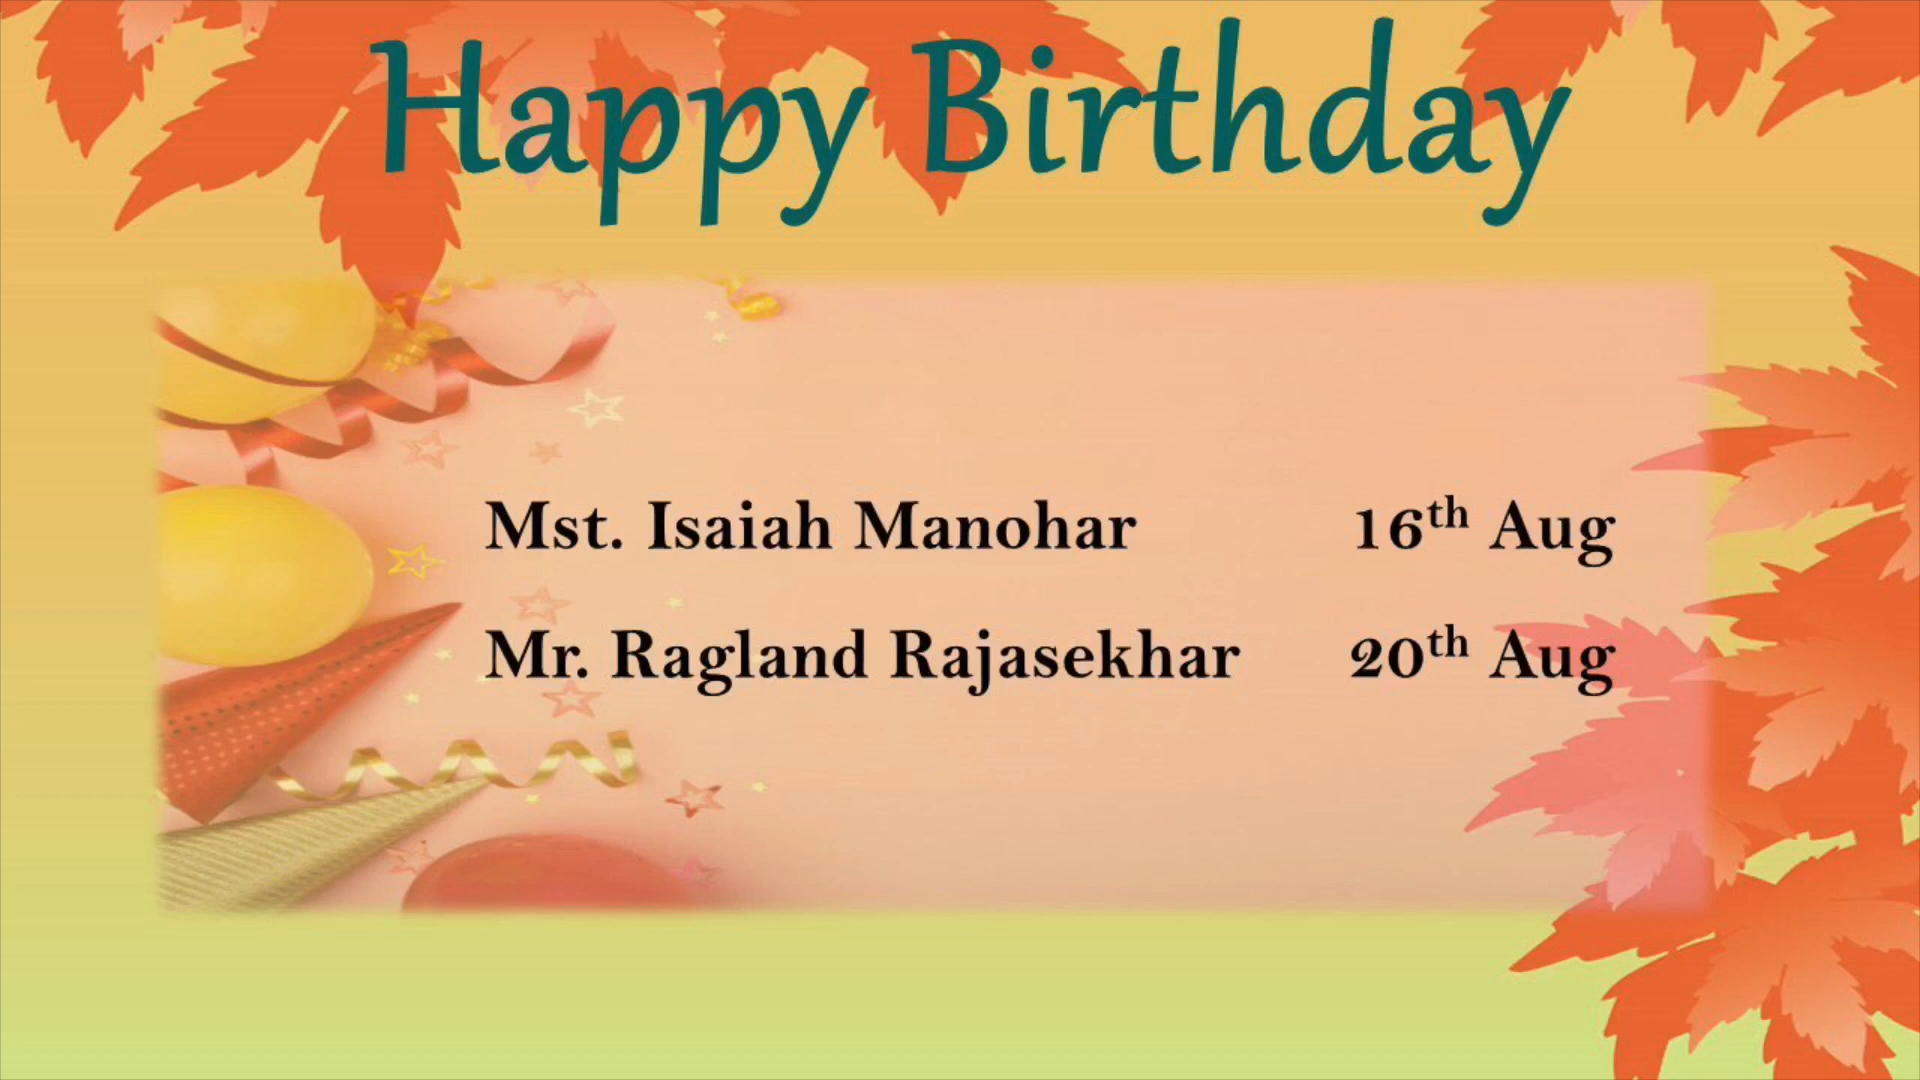 Happy Birthday
Mst. Isaiah Manohar 16th Aug
Mr. Ragland Rajasekhar 20th Aug